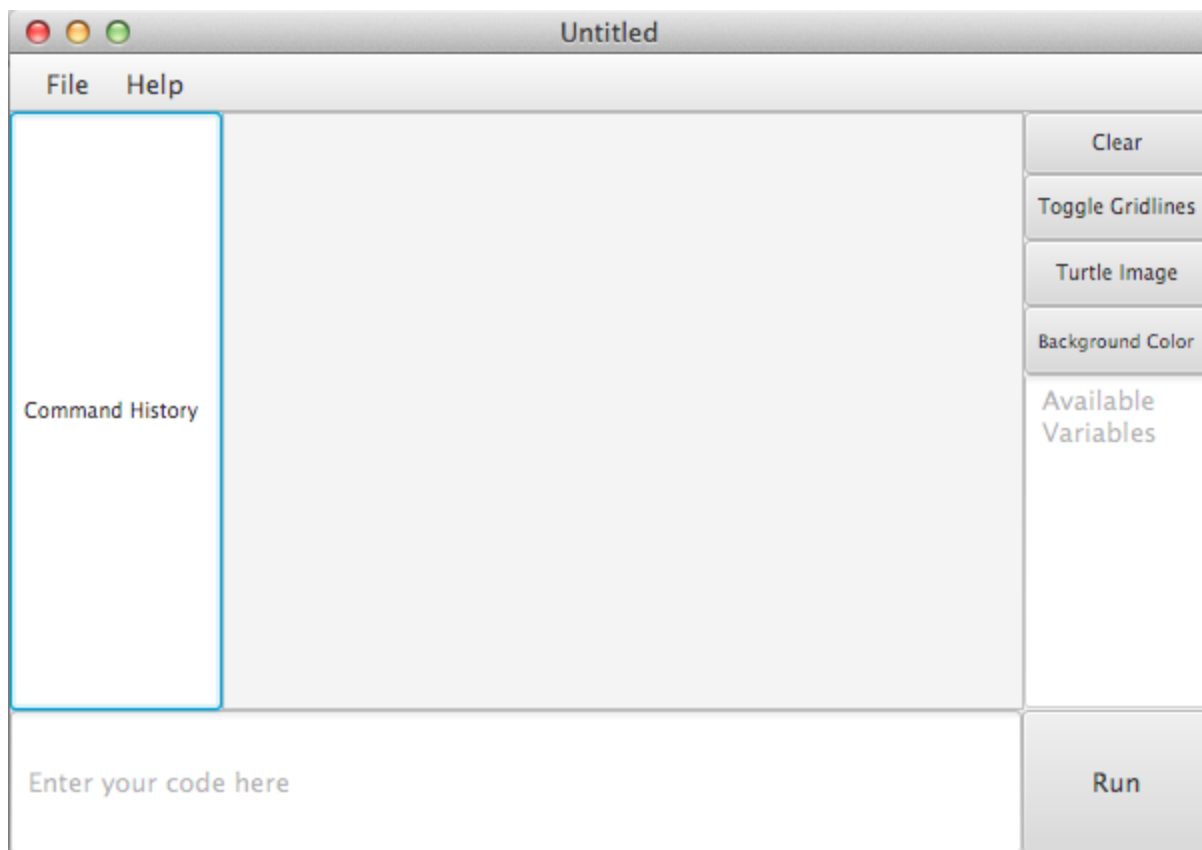 Untitled
File Help
Clear
Toggle Gridlines
Turtle Image
Background Color
Command History
Available
Variables
Enter your code here
Run